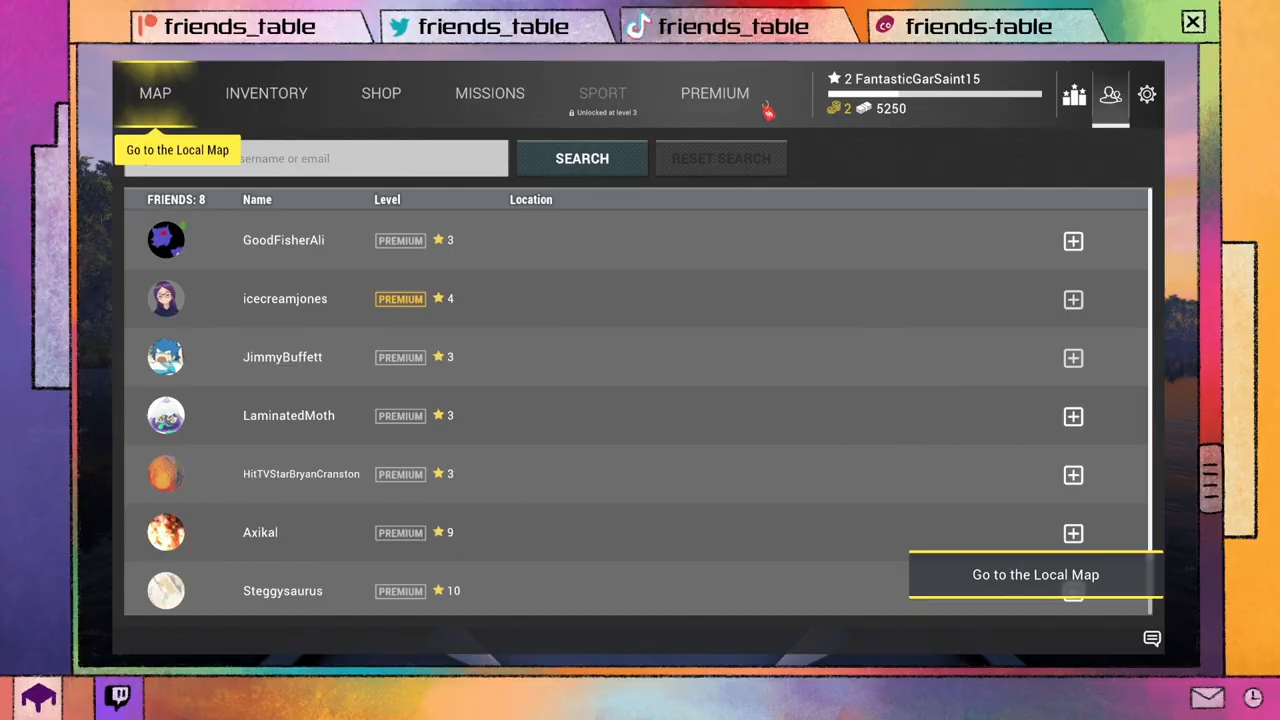 friends_table
friends_table
friends_table
friends-table
MAP
INVENTORY
SHOP
MISSIONS
SPORT
Unlocked at level 3
PREMIUM
2 FantasticGarSaint15
2 5250
Go to the Local Map
sername or email
SEARCH
RESET SEARCH
FRIENDS: 8 Name Level Location
GoodFisherAli PREMIUM 3
icecreamjones PREMIUM 4
JimmyBuffett PREMIUM 3
LaminatedMoth PREMIUM 3
HitTVStarBryanCranston PREMIUM 3
Axikal PREMIUM 9
Steggysaurus PREMIUM 10
Go to the Local Map